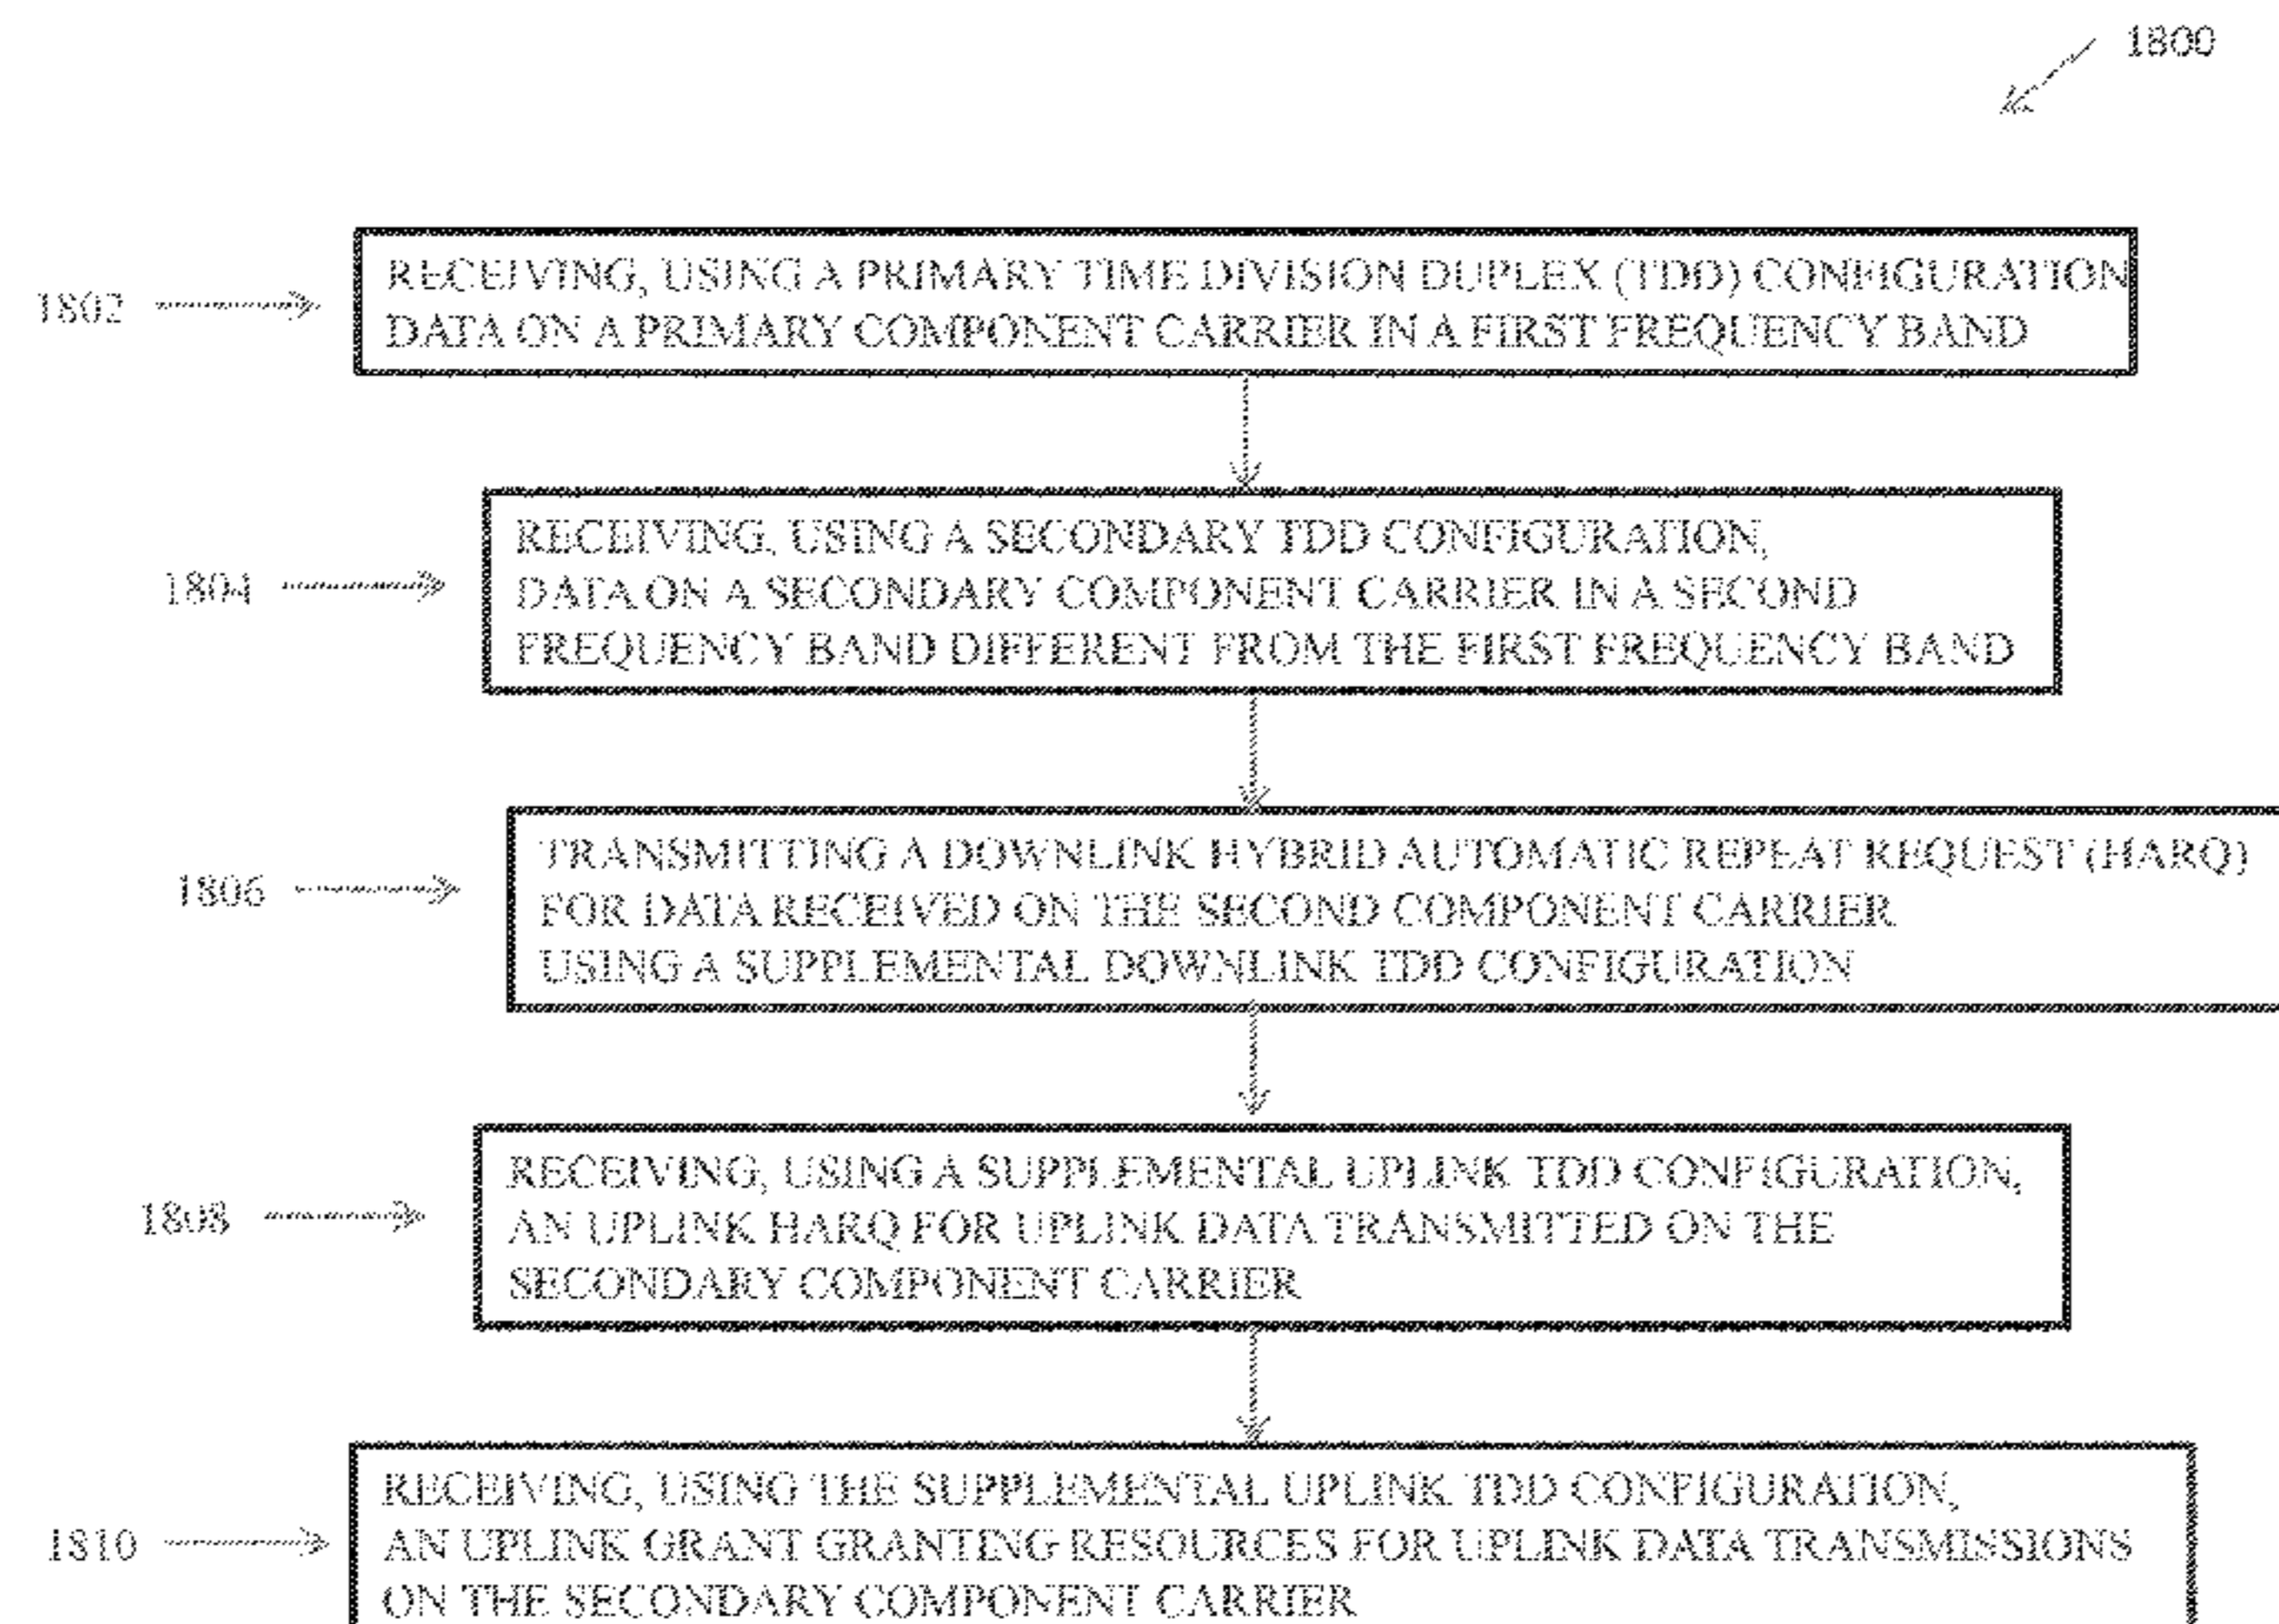 1800
1802
RECEIVING, USING A PRIMARY TIME DIVISION DUPLEX (TDD) CONFIGURATION
DATA ON A PRIMARY COMPONENT CARRIER IN A FIRST FREQUENCY BAND
1804
RECEIVING, USING A SECONDARY TDD CONFIGURATION,
DATA ON A SECONDARY COMPONENT CARRIER IN A SECOND
FREQUENCY BAND DIFFERENT FROM THE FIRST FREQUENCY BAND
1806
TRANSMITTING A DOWNLINK HYBRID AUTOMATIC REPEAT REQUEST (HARQ)
FOR DATA RECEIVED ON THE SECOND COMPONENT CARRIER
USING A SUPPLEMENTAL DOWNLINK TDD CONFIGURATION
1808
RECEIVING, USING A SUPPLEMENTAL UPLINK TDD CONFIGURATION,
AN UPLINK HARQ FOR UPLINK DATA TRANSMITTED ON THE
SECONDARY COMPONENT CARRIER
1810
RECEIVING, USING THE SUPPLEMENTAL UPLINK TDD CONFIGURATION,
AN UPLINK GRANT GRANTING RESOURCES FOR UPLINK DATA TRANSMISSIONS
ON THE SECONDARY COMPONENT CARRIER